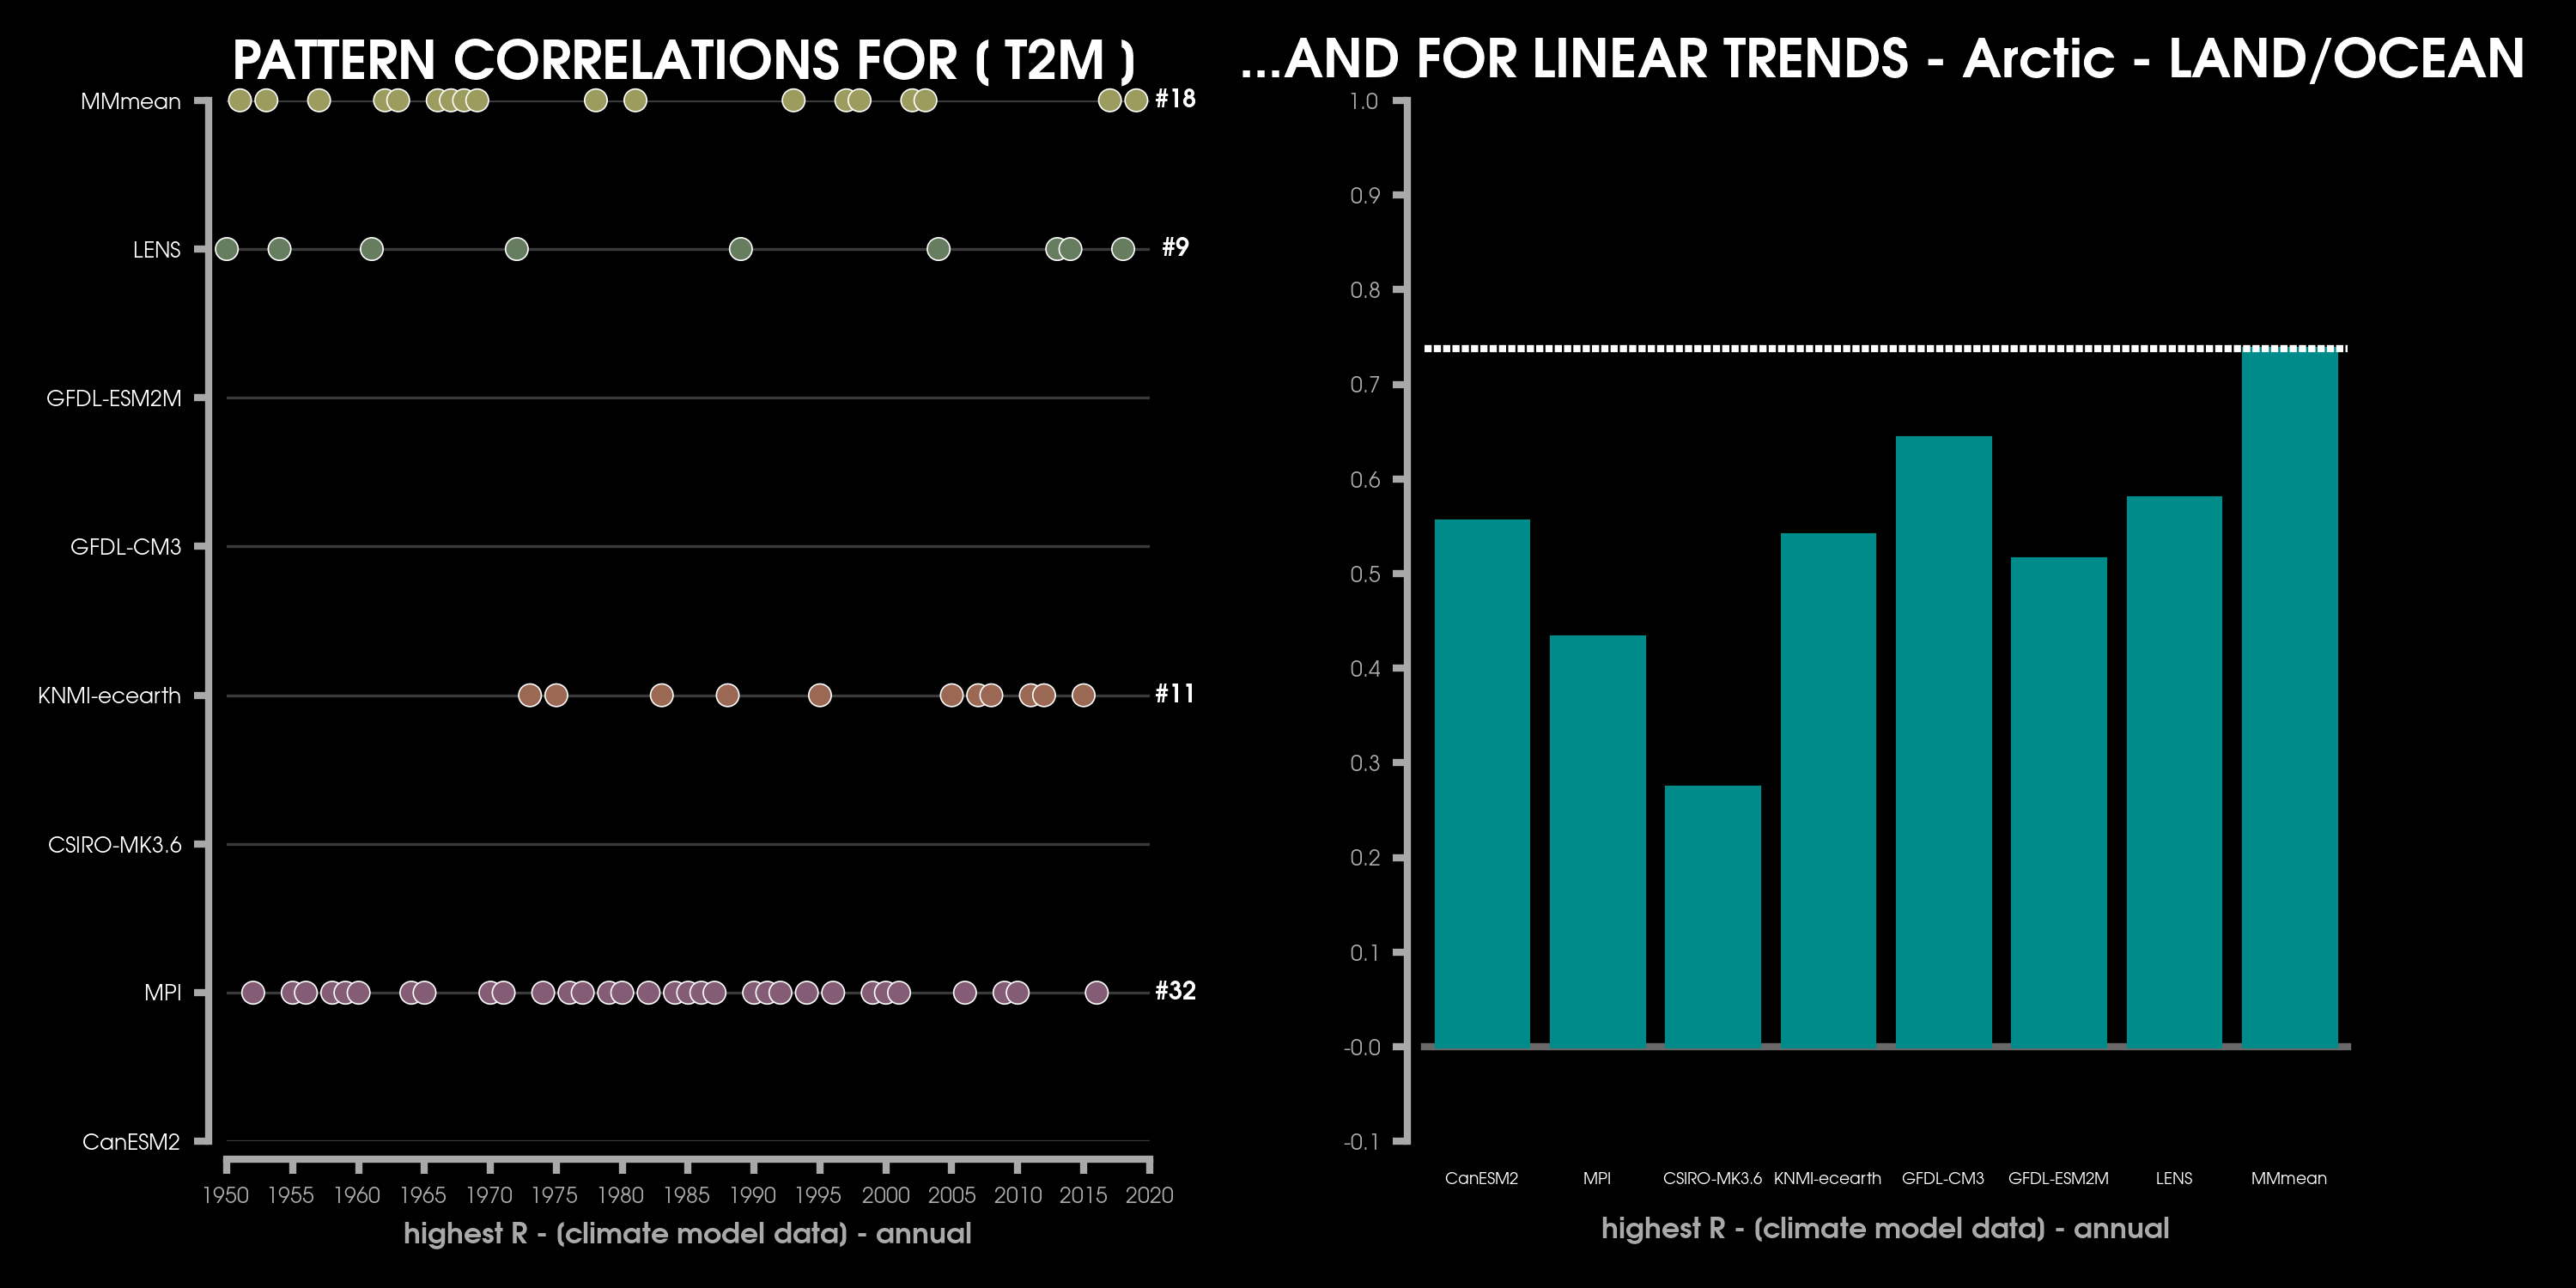 PATTERN CORRELATIONS FOR ( T2M )
MMmean
#18
LENS
#9
GFDL-ESM2M
GFDL-CM3
KNMI-ecearth
#11
CSIRO-MK3.6
MPI
#32
CanESM2
1950 1955 1960 1965 1970 1975 1980 1985 1990 1995 2000 2005 2010 2015 2020
highest R - (climate model data) - annual
...AND FOR LINEAR TRENDS - Arctic - LAND/OCEAN
1.0
0.9
0.8
0.7
0.6
0.5
0.4
0.3
0.2
0.1
-0.0
-0.1
CanESM2 MPI CSIRO-MK3.6 KNMI-ecearth GFDL-CM3 GFDL-ESM2M LENS MMmean
highest R - (climate model data) - annual